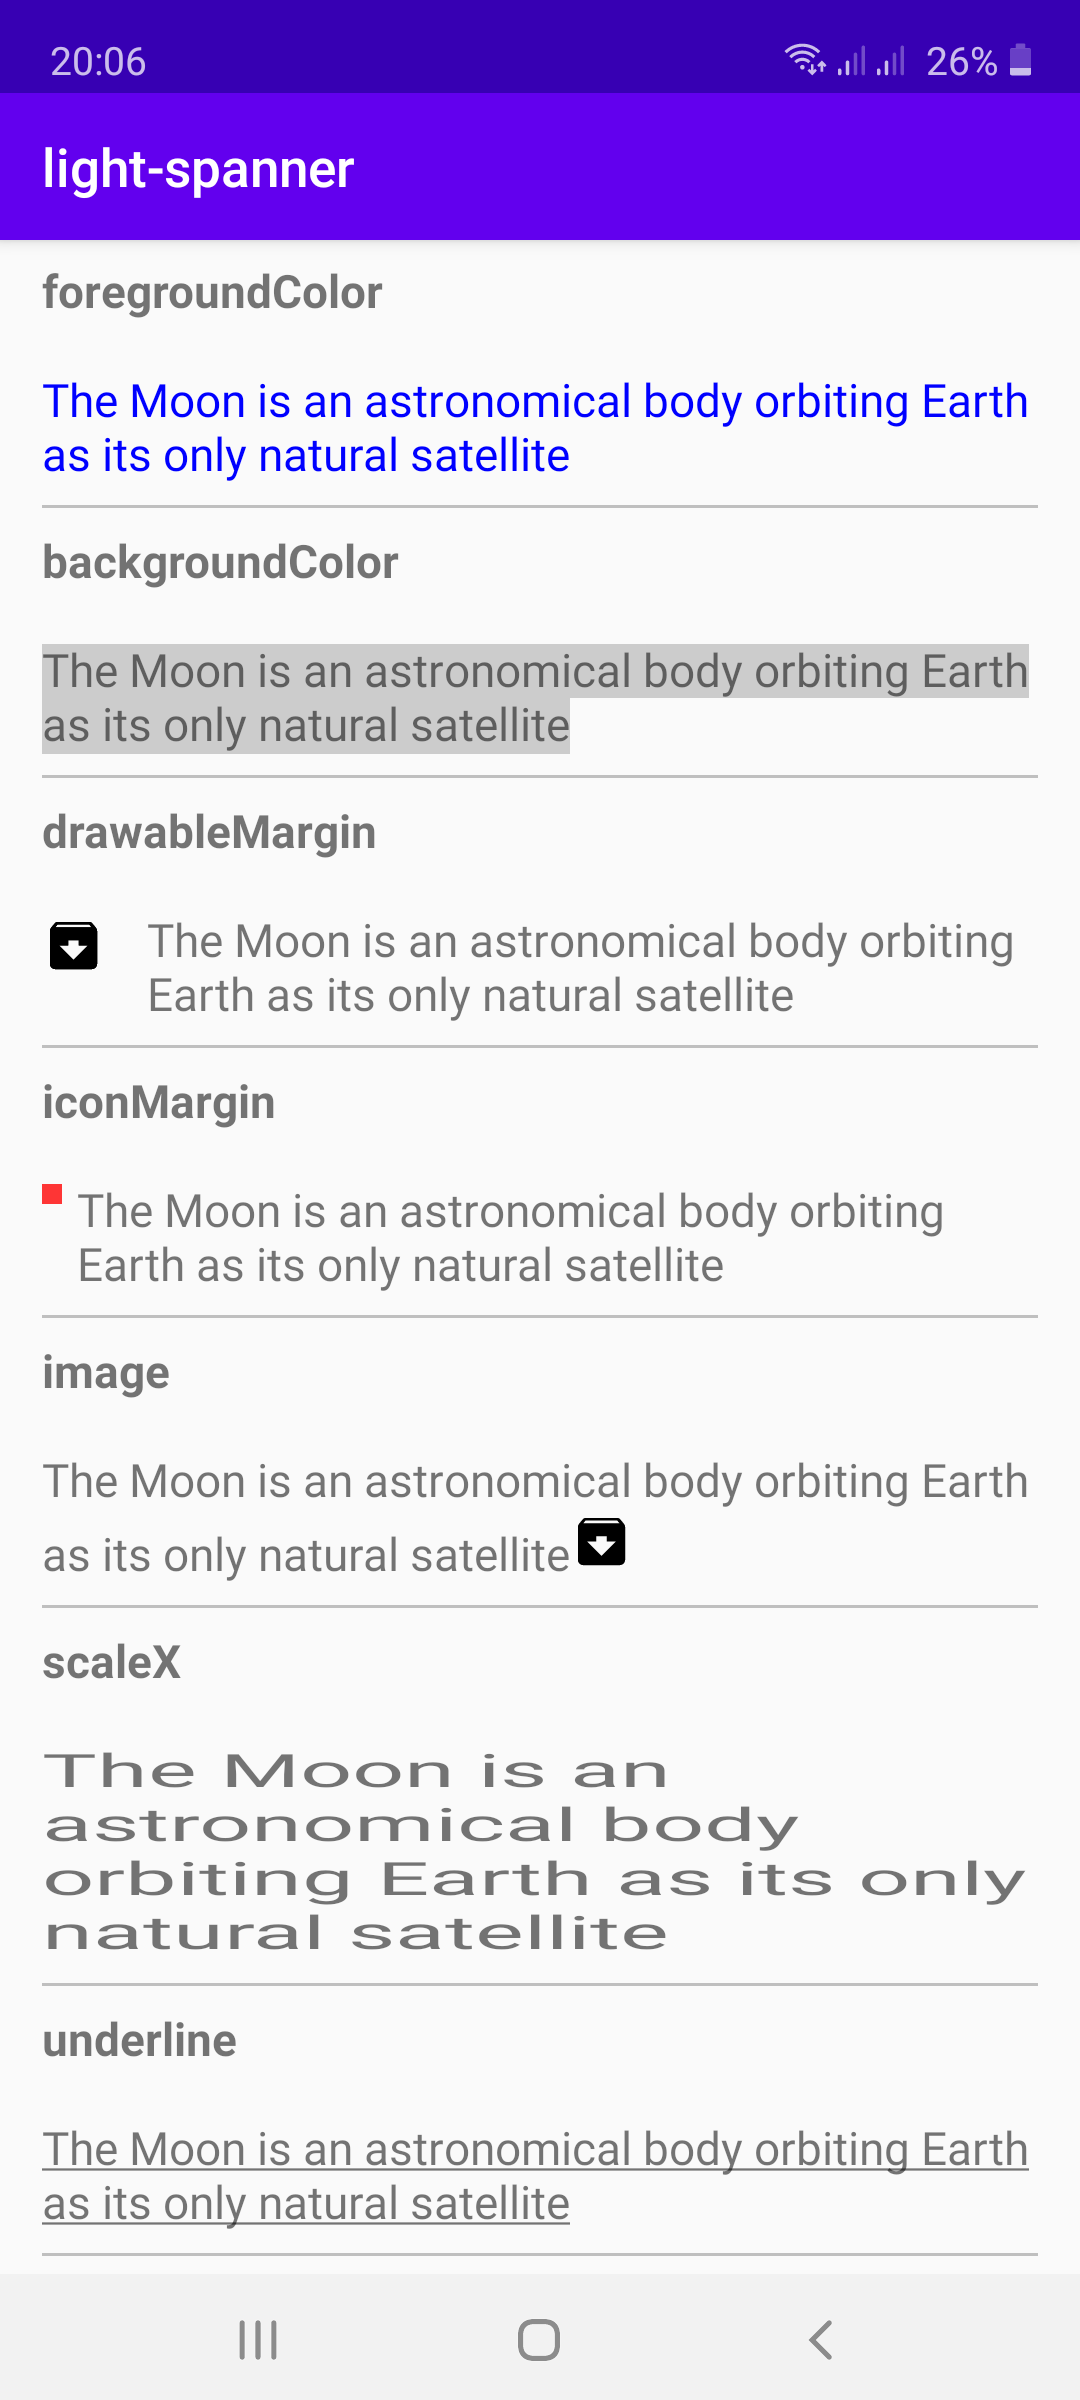 20:06
26%
light-spanner
foregroundColor
The Moon is an astronomical body orbiting Earth
as its only natural satellite
backgroundColor
The Moon is an astronomical body orbiting Earth
as its only natural satellite
drawableMargin
The Moon is an astronomical body orbiting
Earth as its only natural satellite
iconMargin
The Moon is an astronomical body orbiting
Earth as its only natural satellite
image
The Moon is an astronomical body orbiting Earth
as its only natural satellite
scaleX
The Moon is an
astronomical body
orbiting Earth as its only
natural satellite
underline
The Moon is an astronomical body orbiting Earth
as its only natural satellite